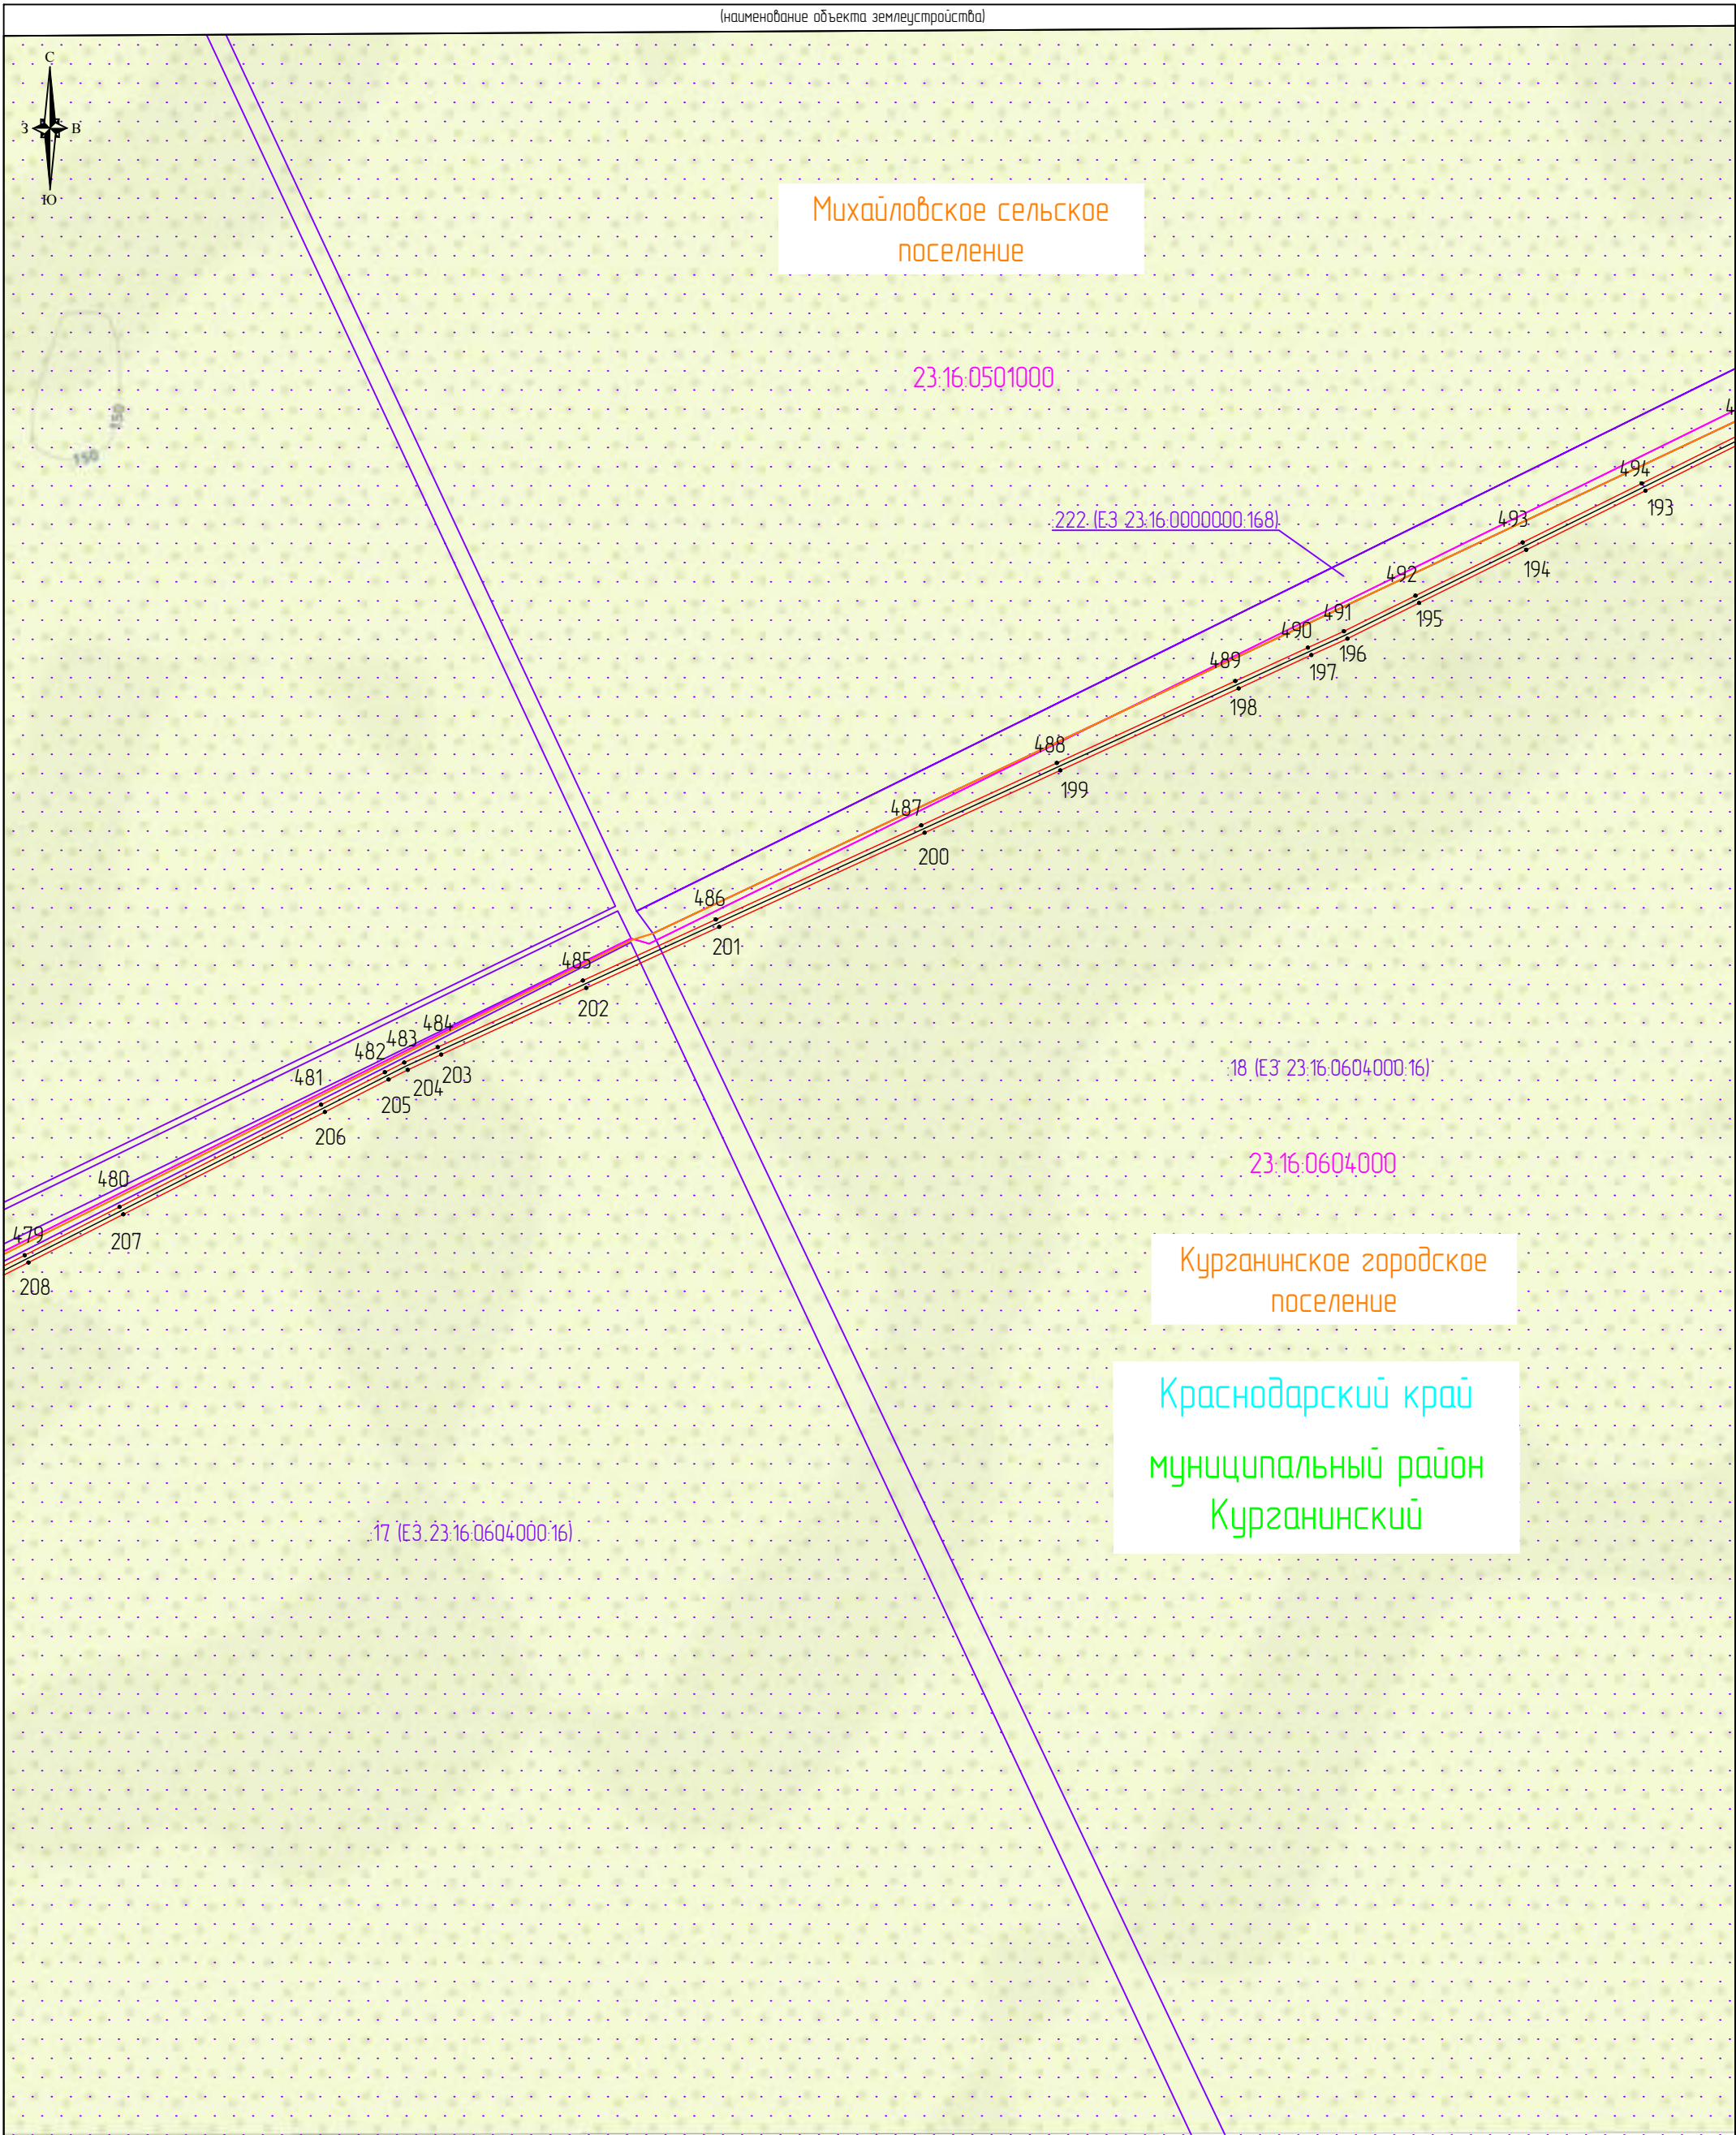 (наименование объекта землеустройства)
С
З В
Ю
Михайловское сельское
поселение
23:16:0501000
150
150
494
193
:222 (ЕЗ 23:16:0000000:168)
493
194
492
195
491
196
490
197
489
198
488
199
487
200
486
201
485
202
484
203
483
204
482
205
481
206
480
207
479
208
:18 (ЕЗ 23:16:0604000:16)
23:16:0604000
Курганинское городское
поселение
Краснодарский край
муниципальный район
Курганинский
:17 (ЕЗ 23:16:0604000:16)